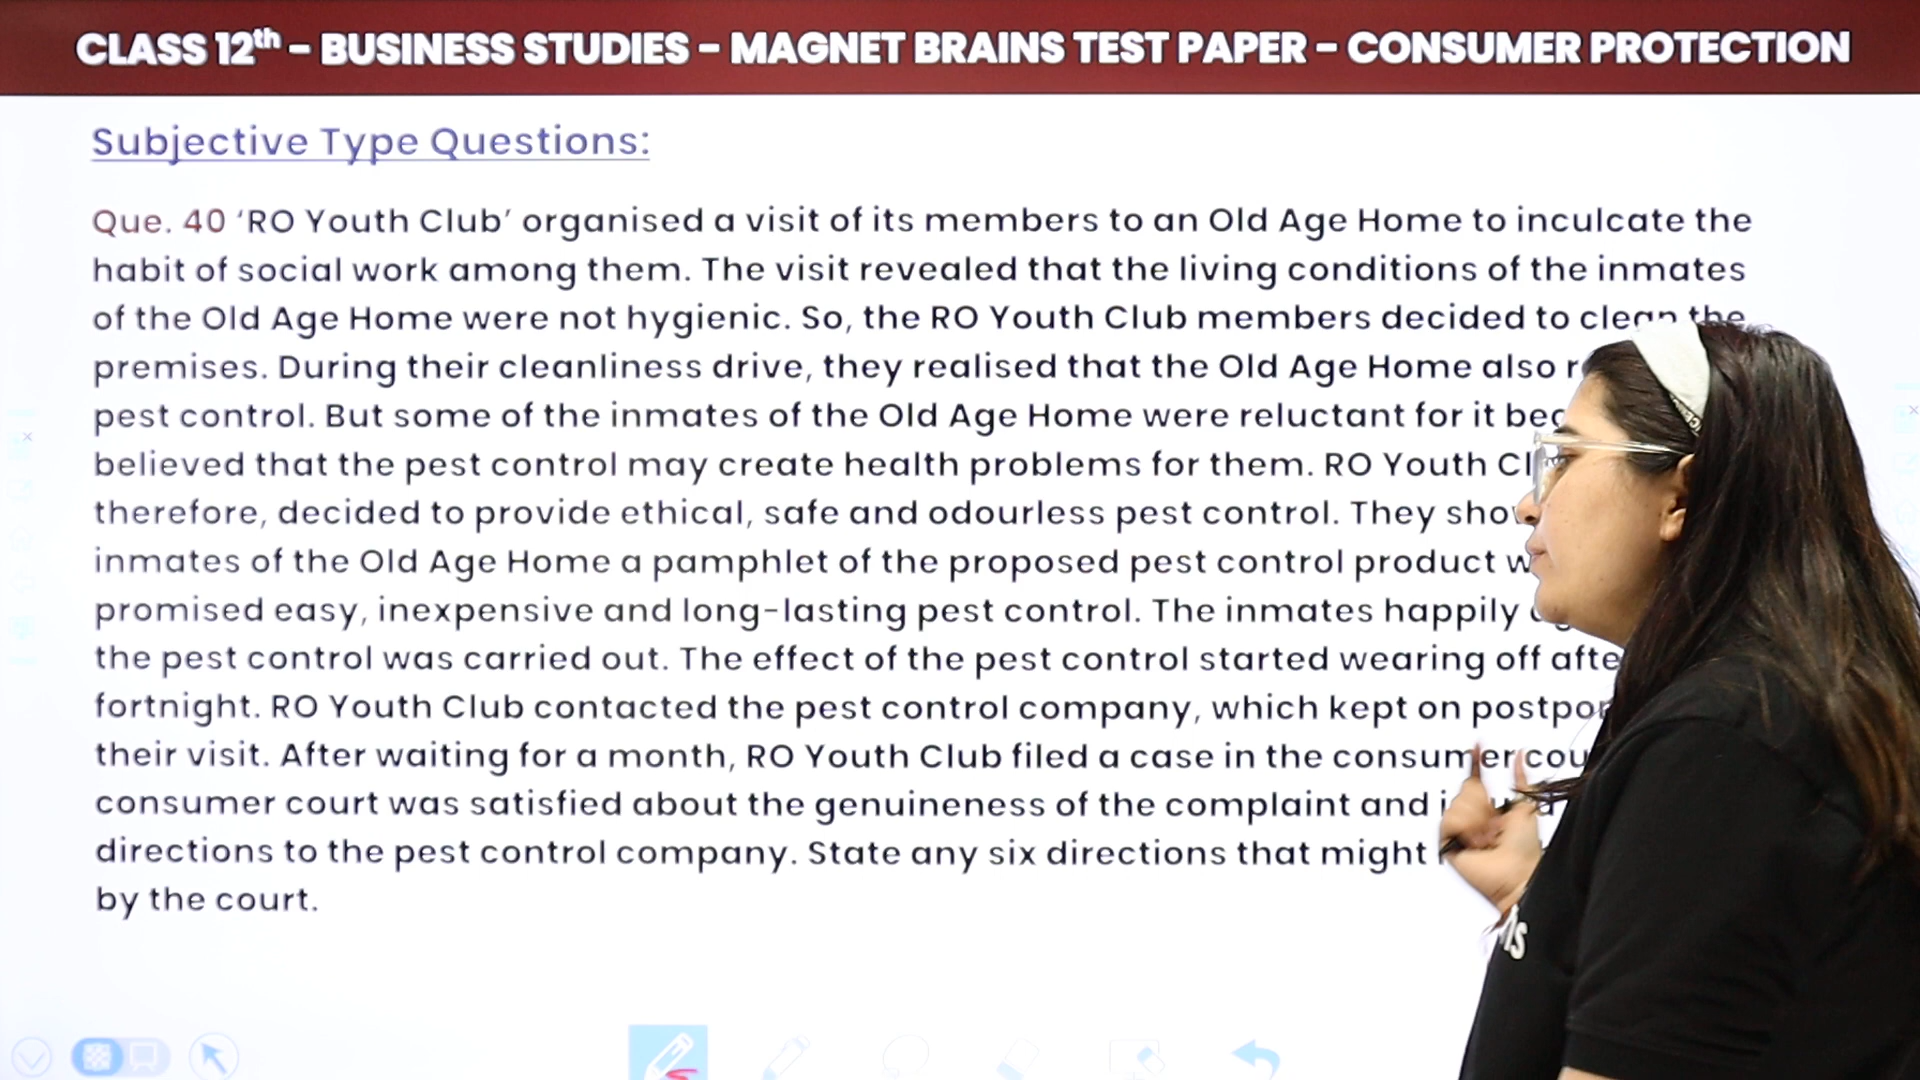 CLASS 12th – BUSINESS STUDIES – MAGNET BRAINS TEST PAPER – CONSUMER PROTECTION
Subjective Type Questions:
Que. 40 ‘RO Youth Club’ organised a visit of its members to an Old Age Home to inculcate the
habit of social work among them. The visit revealed that the living conditions of the inmates
of the Old Age Home were not hygienic. So, the RO Youth Club members decided to clean the
premises. During their cleanliness drive, they realised that the Old Age Home also
pest control. But some of the inmates of the Old Age Home were reluctant for it
believed that the pest control may create health problems for them. RO Youth
therefore, decided to provide ethical, safe and odourless pest control. They
inmates of the Old Age Home a pamphlet of the proposed pest control product
promised easy, inexpensive and long-lasting pest control. The inmates happily
the pest control was carried out. The effect of the pest control started wearing off
fortnight. RO Youth Club contacted the pest control company, which kept on
their visit. After waiting for a month, RO Youth Club filed a case in the consumer
consumer court was satisfied about the genuineness of the complaint and
directions to the pest control company. State any six directions that might
by the court.